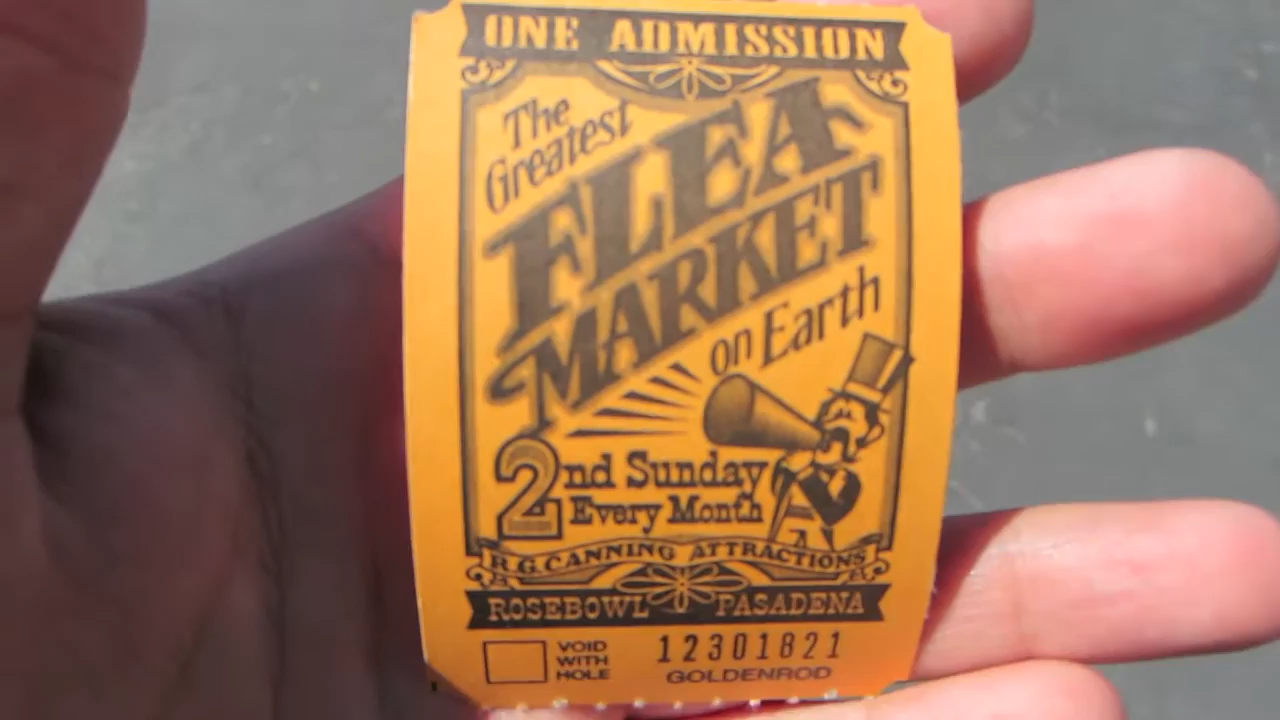 ONE ADMISSION
The
Greatest
FLEA
MARKET
on Earth
2nd Sunday
Every Month
R.G. CANNING ATTRACTIONS
ROSEBOWL PASADENA
VOID
WITH
HOLE
12301821
GOLDENROD